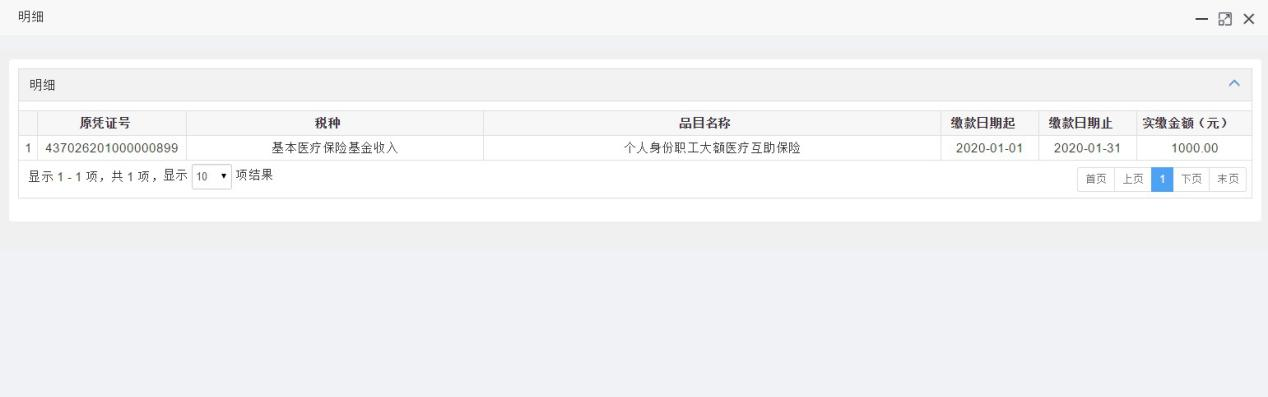 明细
明细
原凭证号 税种 品目名称 缴款日期起 缴款日期止 实缴金额（元）
1 437026201000000899 基本医疗保险基金收入 个人身份职工大额医疗互助保险 2020-01-01 2020-01-31 1000.00
显示 1 - 1 项，共 1 项，显示 10 项结果 首页 上页 1 下页 末页